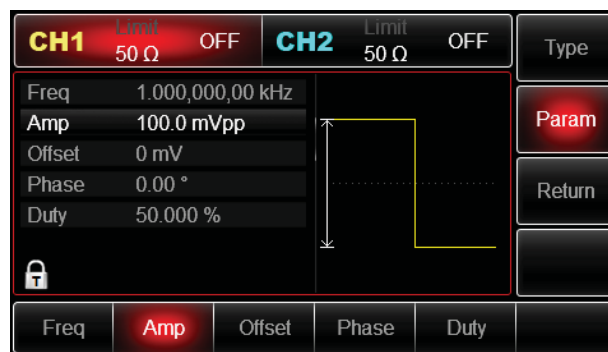 CH1 Limit 50 Ω OFF CH2 Limit 50 Ω OFF Type
Freq 1.000,000,00 kHz
Amp 100.0 mVpp Param
Offset 0 mV
Phase 0.00 ° Return
Duty 50.000 %
T
Freq Amp Offset Phase Duty